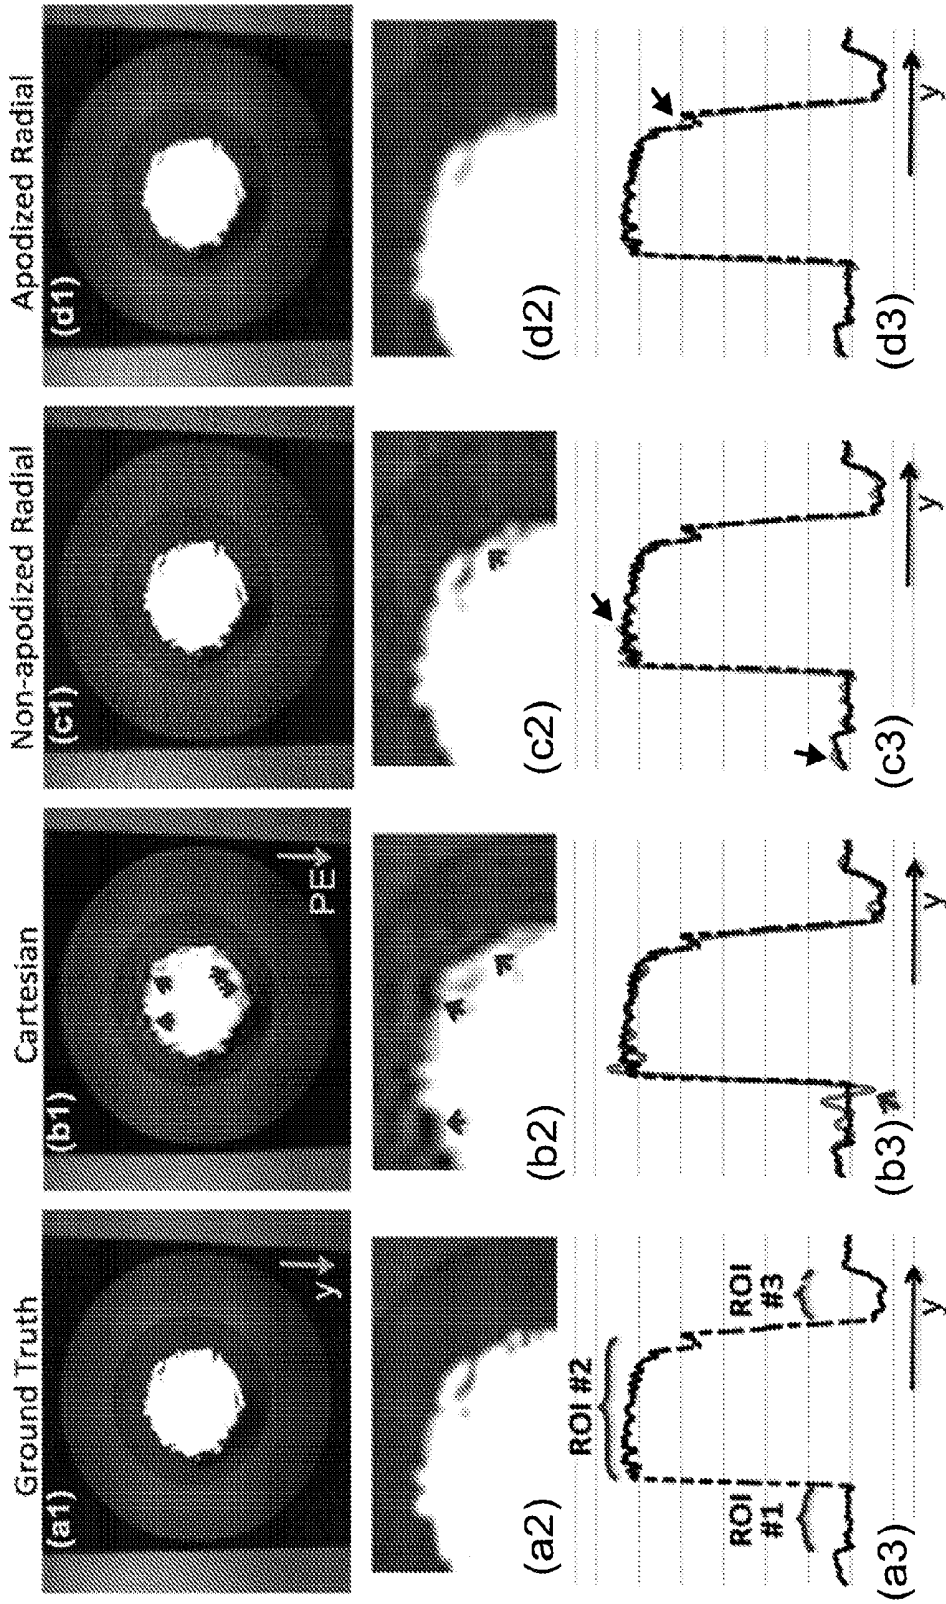 Ground Truth
Cartesian
Non-apodized Radial
Apodized Radial
(a1)
y
(b1)
PE
(c1)
(d1)
(a2)
(b2)
(c2)
(d2)
ROI #1
ROI #2
ROI #3
(a3)
y
(b3)
y
(c3)
y
(d3)
y